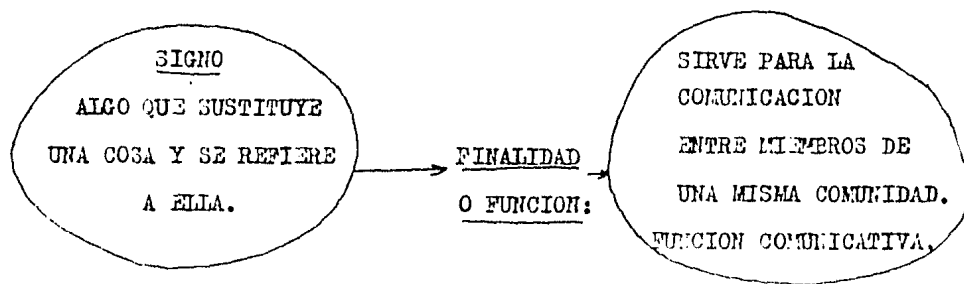 SIGNO
ALGO QUE SUSTITUYE
UNA COSA Y SE REFIERE
A ELLA.
FINALIDAD
O FUNCION:
SIRVE PARA LA
COMUNICACION
ENTRE MIEMBROS DE
UNA MISMA COMUNIDAD.
FUNCION COMUNICATIVA.